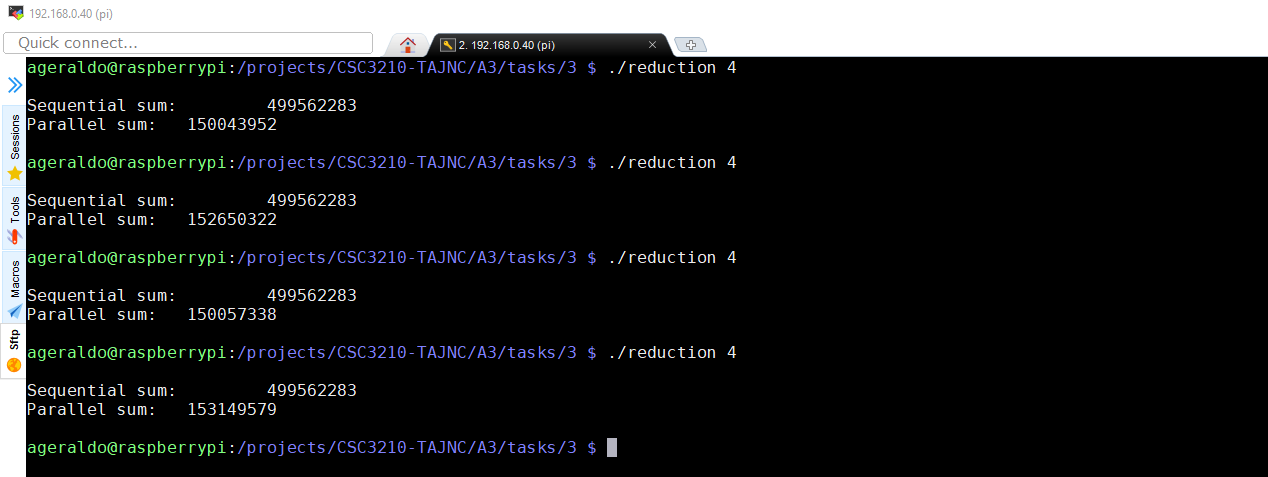 192.168.0.40 (pi)
Quick connect...
2. 192.168.0.40 (pi)
Sessions
Tools
Macros
Sftp
ageraldo@raspberrypi:/projects/CSC3210-TAJNC/A3/tasks/3 $ ./reduction 4
Sequential sum:         499562283
Parallel sum:   150043952
ageraldo@raspberrypi:/projects/CSC3210-TAJNC/A3/tasks/3 $ ./reduction 4
Sequential sum:         499562283
Parallel sum:   152650322
ageraldo@raspberrypi:/projects/CSC3210-TAJNC/A3/tasks/3 $ ./reduction 4
Sequential sum:         499562283
Parallel sum:   150057338
ageraldo@raspberrypi:/projects/CSC3210-TAJNC/A3/tasks/3 $ ./reduction 4
Sequential sum:         499562283
Parallel sum:   153149579
ageraldo@raspberrypi:/projects/CSC3210-TAJNC/A3/tasks/3 $